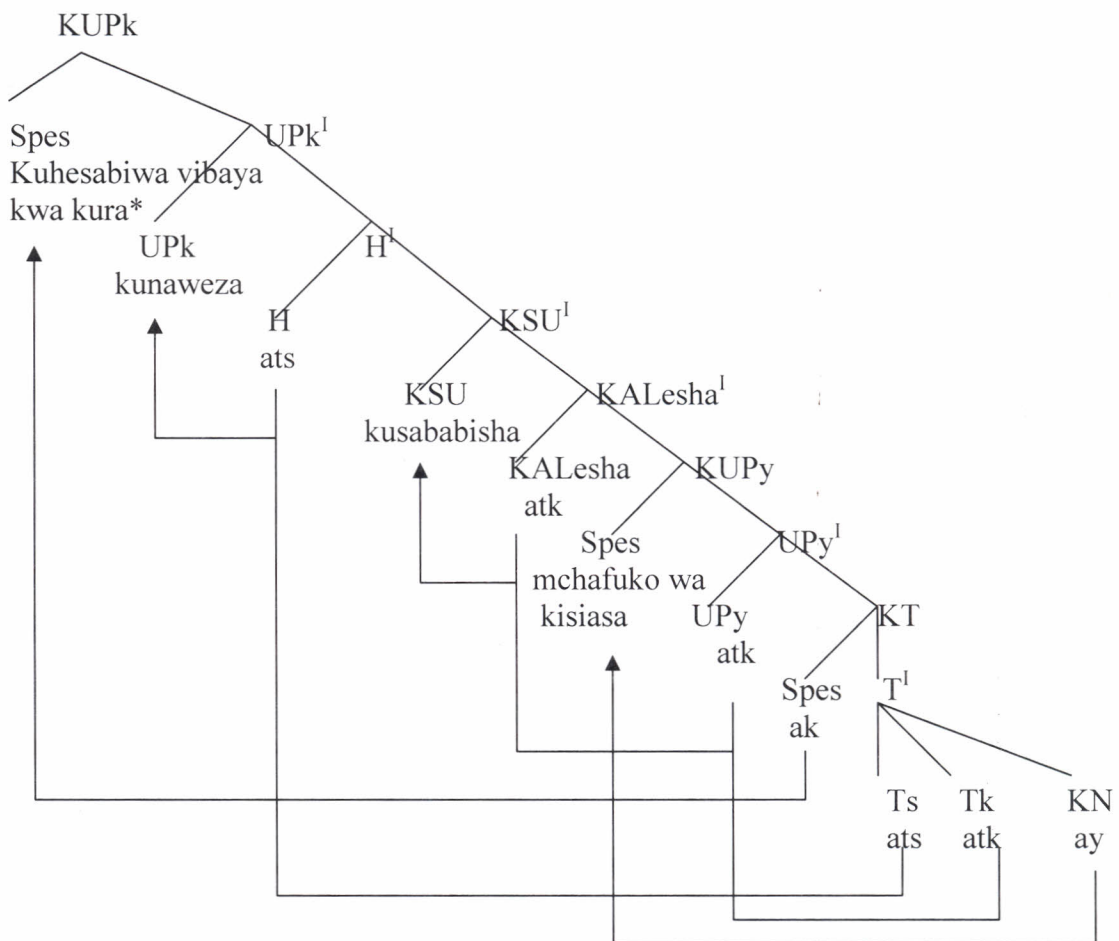 KUPk
Spes
UPk^I
Kuhesabiwa vibaya
kwa kura*
UPk
H^I
kunaweza
H
KSU^I
ats
KSU
KALesha^I
kusababisha
KALesha
KUPy
atk
Spes
UPy^I
mchafuko wa
kisiasa
UPy
KT
atk
Spes
T^I
ak
Ts
Tk
KN
ats
atk
ay